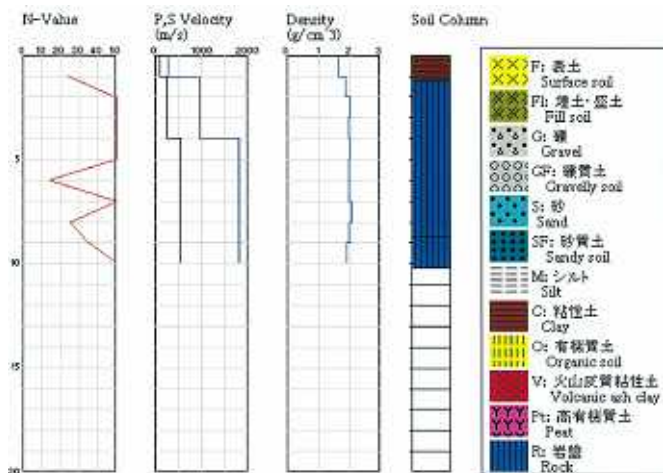 N-Value
P,S Velocity
(m/s)
Density
(g/cm^3)
Soil Column
0 10 20 30 40 50
0 1000 2000
0 1 2 3
5
10
15
20
F: 表土
Surface soil
FI: 埋土・盛土
Fill soil
G: 礫
Gravel
GF: 礫質土
Gravelly soil
S: 砂
Sand
SF: 砂質土
Sandy soil
M: シルト
Silt
C: 粘性土
Clay
O: 有機質土
Organic soil
V: 火山灰質粘性土
Volcanic ash clay
Pt: 高有機質土
Peat
R: 岩盤
Rock